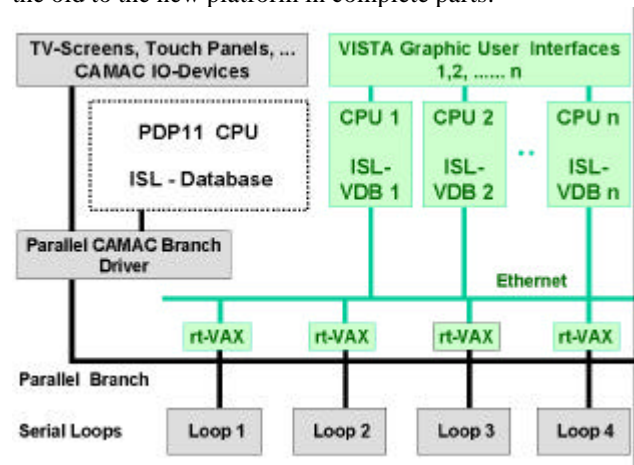 the old to the new platform in complete parts.
TV-Screens, Touch Panels, ...
CAMAC IO-Devices
VISTA Graphic User Interfaces
1,2, ...... n
PDP11 CPU
ISL - Database
CPU 1
ISL-
VDB 1
CPU 2
ISL-
VDB 2
..
CPU n
ISL-
VDB n
Parallel CAMAC Branch
Driver
Ethernet
rt-VAX
rt-VAX
rt-VAX
rt-VAX
Parallel Branch
Serial Loops
Loop 1
Loop 2
Loop 3
Loop 4